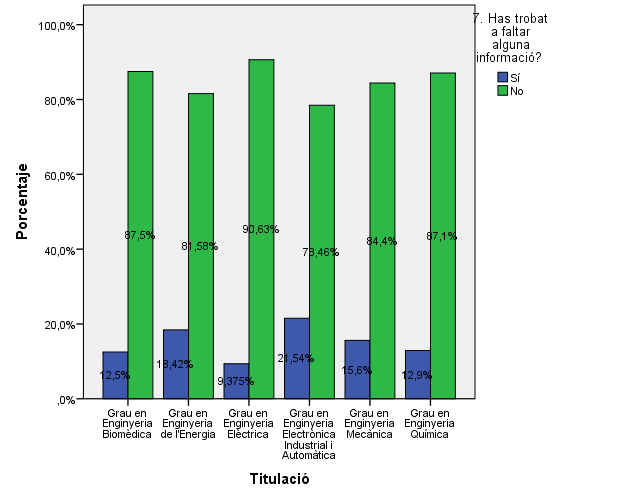 100,0%
80,0%
60,0%
40,0%
20,0%
,0%
Porcentaje
87,5%
81,58%
90,63%
78,46%
84,4%
87,1%
12,5%
18,42%
9,375%
21,54%
15,6%
12,9%
Grau en
Enginyeria
Biomèdica
Grau en
Enginyeria
de l'Energia
Grau en
Enginyeria
Elèctrica
Grau en
Enginyeria
Electrònica
Industrial i
Automàtica
Grau en
Enginyeria
Mecànica
Grau en
Enginyeria
Química
Titulació
7. Has trobat
a faltar
alguna
informació?
Sí
No